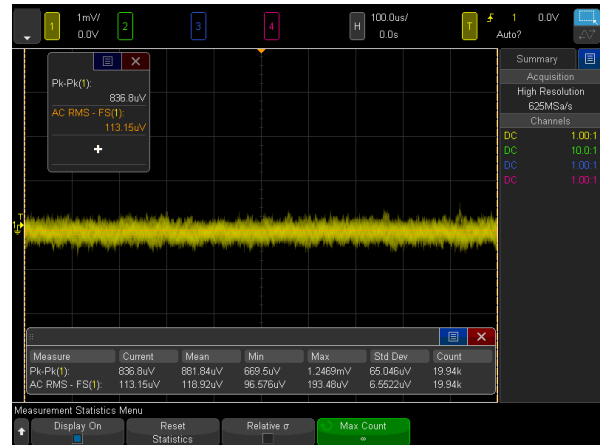 1 1mV/ 0.0V 2 3 4 H 100.0us/ 0.0s T 1 0.0V Auto?
Summary
Acquisition
High Resolution
625MSa/s
Channels
DC 1.00:1
DC 10.0:1
DC 1.00:1
DC 1.00:1
Pk-Pk(1):
836.8uV
AC RMS - FS(1):
113.15uV
+
T
1
Measure Current Mean Min Max Std Dev Count
Pk-Pk(1): 836.8uV 881.84uV 669.5uV 1.2469mV 65.046uV 19.94k
AC RMS - FS(1): 113.15uV 118.92uV 96.576uV 193.48uV 6.5522uV 19.94k
Measurement Statistics Menu
Display On Reset Statistics Relative σ Max Count ∞